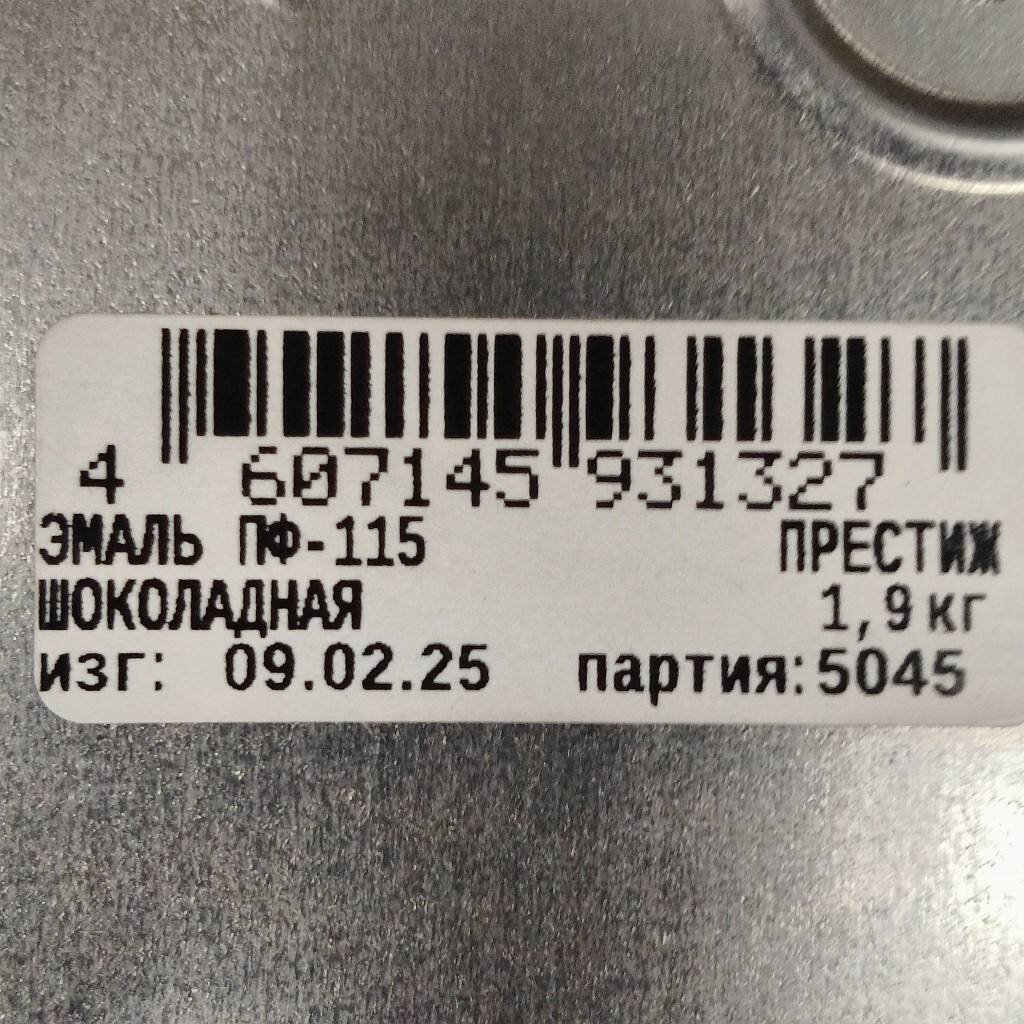 4 607145 931327
ЭМАЛЬ ПФ-115 ПРЕСТИЖ
ШОКОЛАДНАЯ 1,9 кг
изг: 09.02.25 партия:5045